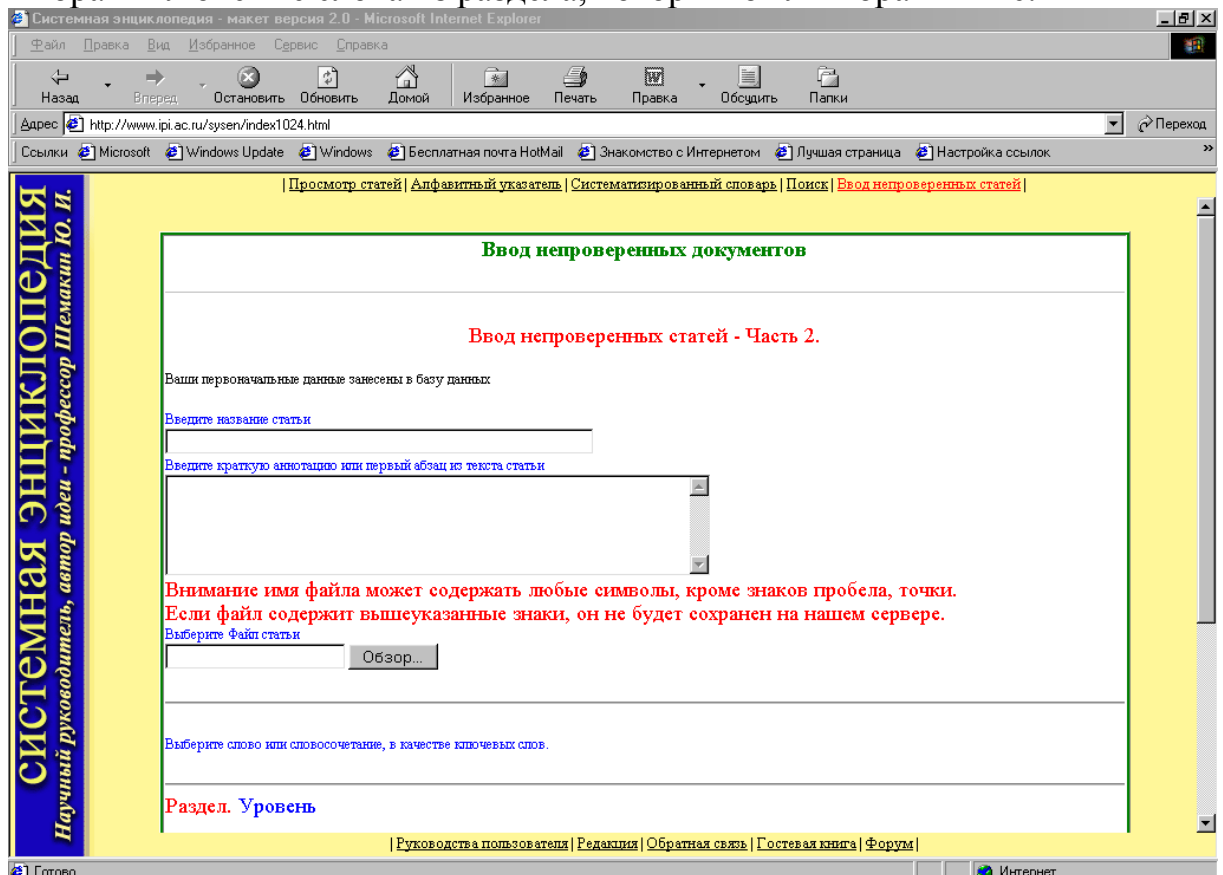 Системная энциклопедия - макет версия 2.0 - Microsoft Internet Explorer
Файл Правка Вид Избранное Сервис Справка
Назад Вперед Остановить Обновить Домой Избранное Печать Правка Обсудить Папки
Адрес http://www.ipi.ac.ru/sysen/index1024.html Переход
Ссылки Microsoft Windows Update Windows Бесплатная почта HotMail Знакомство с Интернетом Лучшая страница Настройка ссылок »
СИСТЕМНАЯ ЭНЦИКЛОПЕДИЯ
Научный руководитель, автор идеи - профессор Шемакин Ю. И.
| Просмотр статей | Алфавитный указатель | Систематизированный словарь | Поиск | Ввод непроверенных статей |
Ввод непроверенных документов
Ввод непроверенных статей - Часть 2.
Ваши первоначальные данные занесены в базу данных
Введите название статьи
Введите краткую аннотацию или первый абзац из текста статьи
Внимание имя файла может содержать любые символы, кроме знаков пробела, точки.
Если файл содержит вышеуказанные знаки, он не будет сохранен на нашем сервере.
Выберите Файл статьи
Обзор...
Выберите слово или словосочетание, в качестве ключевых слов.
Раздел. Уровень
| Руководства пользователя | Редакция | Обратная связь | Гостевая книга | Форум |
Готово Интернет